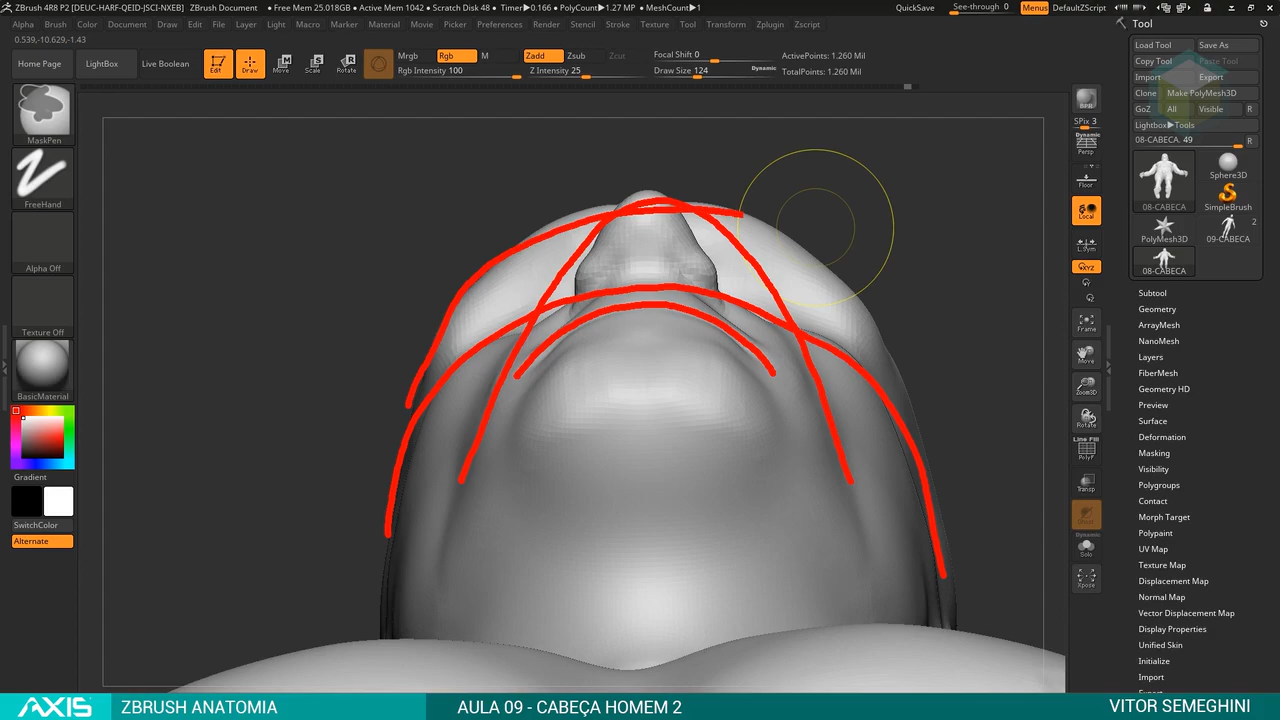 ZBrush 4R8 P2 [DEUC-HARF-QEID-JSCI-NXEB] ZBrush Document • Free Mem 25.018GB • Active Mem 1042 • Scratch Disk 48 • Timer▶0.166 • PolyCount▶1.27 MP • MeshCount▶1 QuickSave See-through 0 Menus DefaultZScript
Alpha Brush Color Document Draw Edit File Layer Light Macro Marker Material Movie Picker Preferences Render Stencil Stroke Texture Tool Transform Zplugin Zscript
0.539,-10.629,-1.43
Home Page LightBox Live Boolean Edit Draw Move Scale Rotate
Mrgb Rgb M Zadd Zsub Zcut Focal Shift 0 ActivePoints: 1.260 Mil
Rgb Intensity 100 Z Intensity 25 Draw Size 124 Dynamic TotalPoints: 1.260 Mil
MaskPen
FreeHand
Alpha Off
Texture Off
BasicMaterial
Gradient
SwitchColor
Alternate
BPR
SPix 3
Dynamic
Persp
Floor
Local
L.Sym
XYZ
Frame
Move
Zoom3D
Rotate
Line Fill
PolyF
Transp
Dynamic
Solo
Xpose
Tool
Load Tool Save As
Copy Tool Paste Tool
Import Export
Clone Make PolyMesh3D
GoZ All Visible R
Lightbox▶Tools
08-CABECA. 49 R
08-CABECA Sphere3D
SimpleBrush
PolyMesh3D 2 09-CABECA
08-CABECA
Subtool
Geometry
ArrayMesh
NanoMesh
Layers
FiberMesh
Geometry HD
Preview
Surface
Deformation
Masking
Visibility
Polygroups
Contact
Morph Target
Polypaint
UV Map
Texture Map
Displacement Map
Normal Map
Vector Displacement Map
Display Properties
Unified Skin
Initialize
Import
AXIS ZBRUSH ANATOMIA AULA 09 - CABEÇA HOMEM 2 VITOR SEMEGHINI